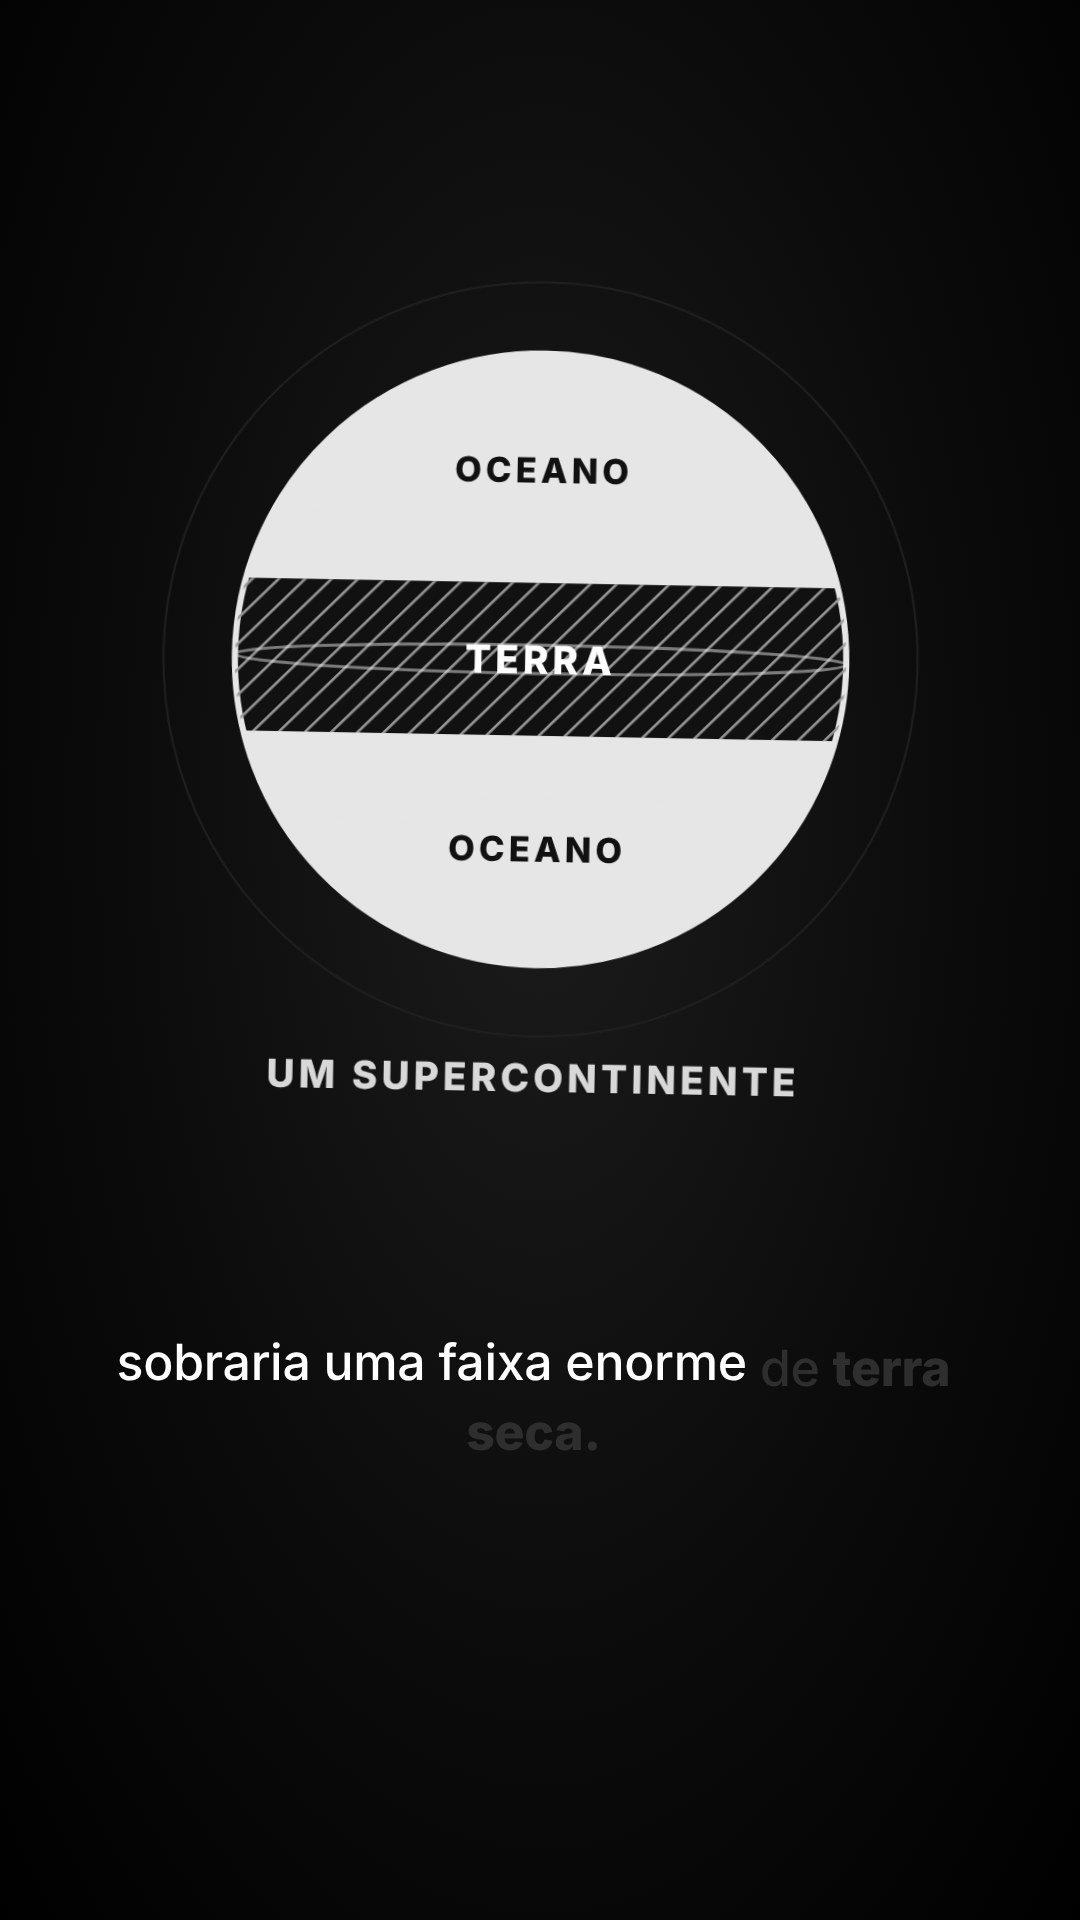 OCEANO
TERRA
OCEANO
UM SUPERCONTINENTE
sobraria uma faixa enorme de terra
seca.